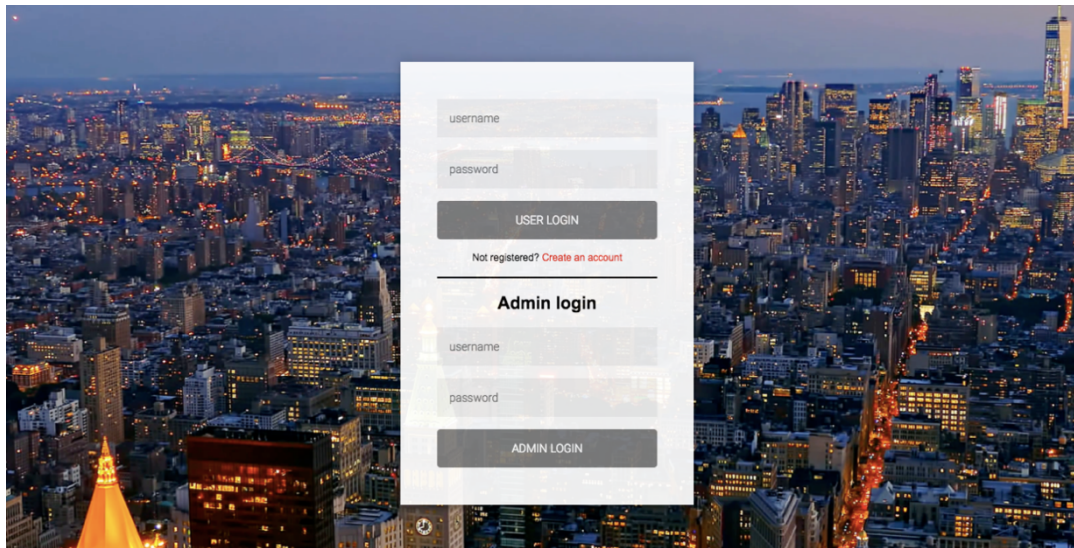 username
password
USER LOGIN
Not registered? Create an account
Admin login
username
password
ADMIN LOGIN